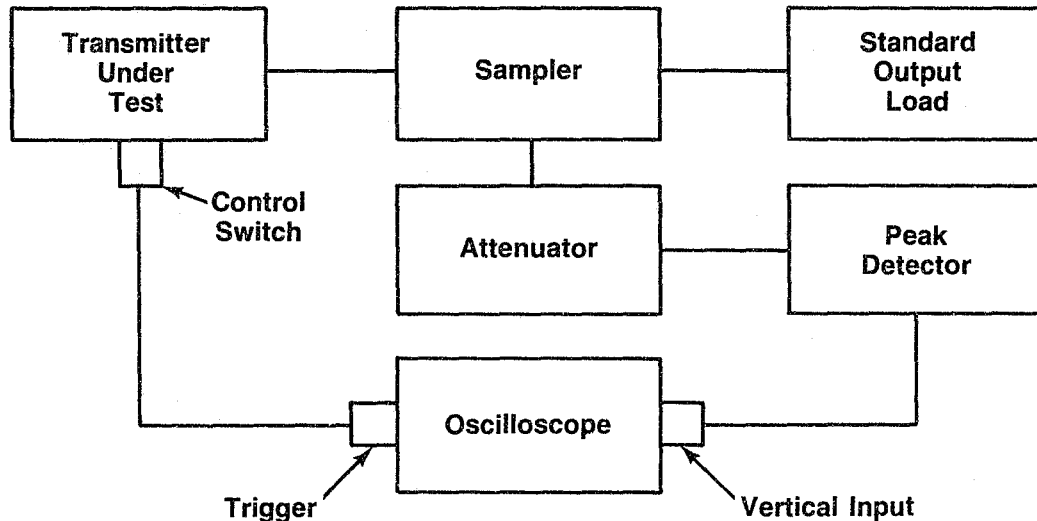 Transmitter
Under
Test
Sampler
Standard
Output
Load
Control
Switch
Attenuator
Peak
Detector
Oscilloscope
Trigger
Vertical Input